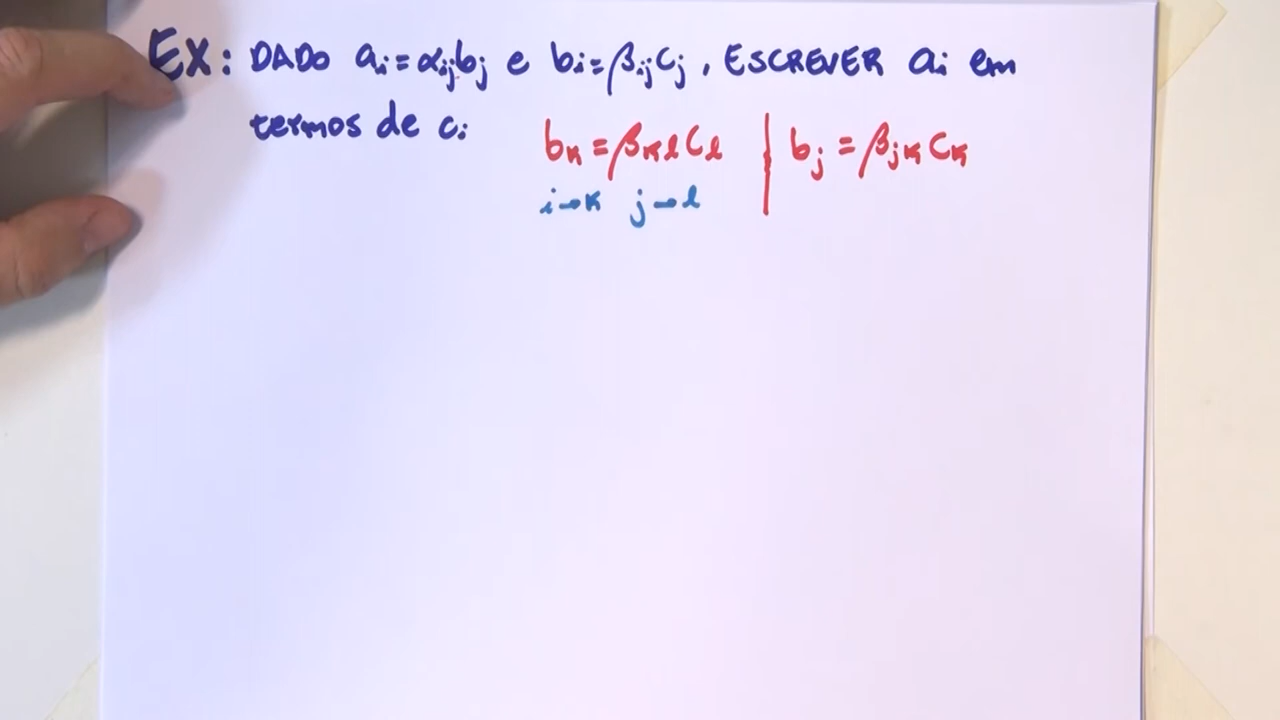 EX: DADO aᵢ = αᵢⱼbⱼ e bᵢ = βᵢⱼcⱼ, ESCREVER aᵢ em
termos de cᵢ
bₖ = βₖₗcₗ | bⱼ = βⱼₖcₖ
i→k j→l